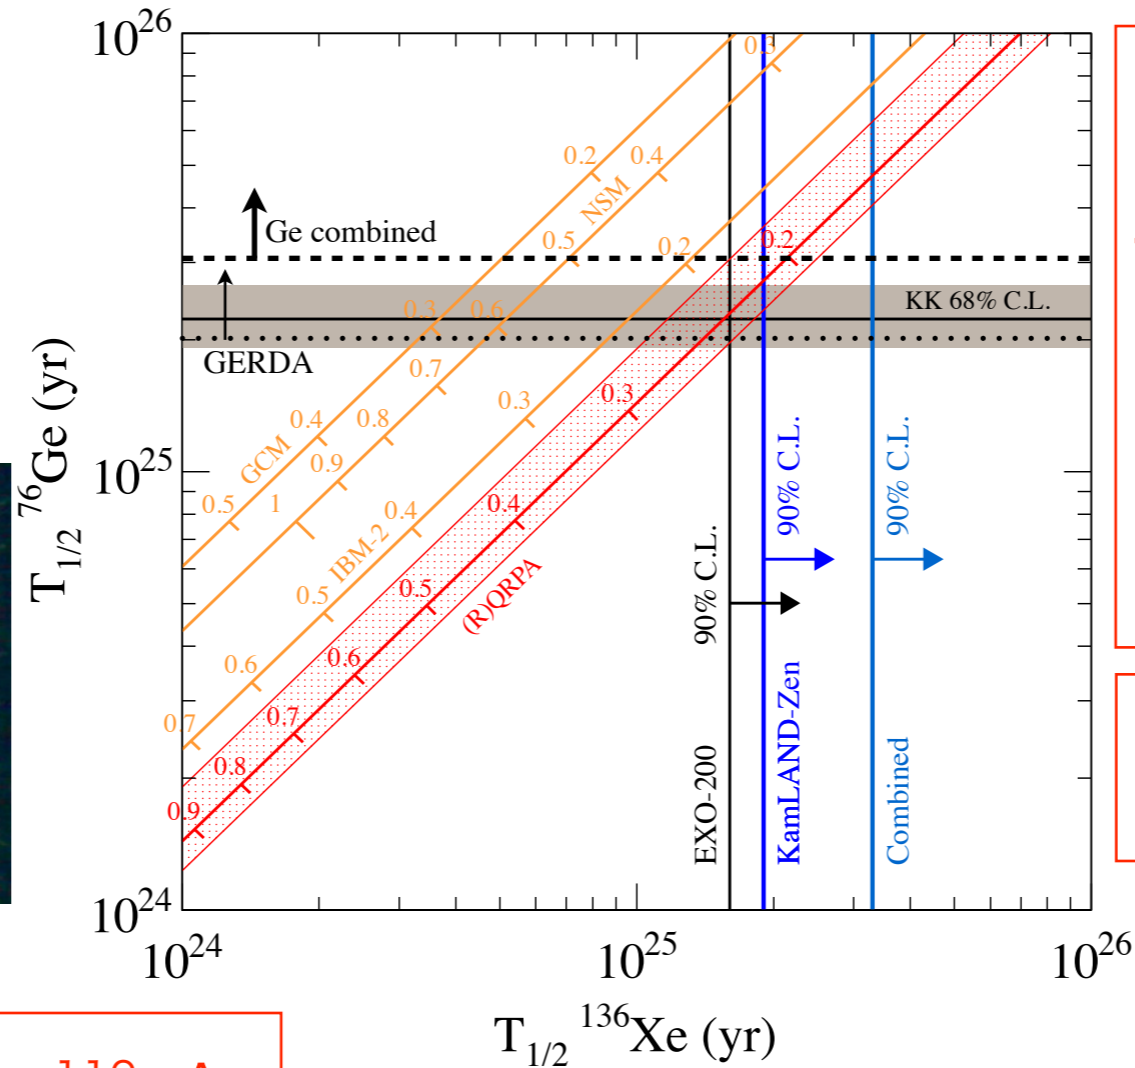 10^26
0.3
0.2
0.4
NSM
Ge combined
0.5
0.2
0.2
KK 68% C.L.
0.3
0.6
GERDA
0.7
0.3
0.3
0.4
0.8
GCM
0.9
90% C.L.
90% C.L.
T_1/2 ^76Ge (yr)
10^25
0.5
1
0.4
0.4
IBM-2
90% C.L.
0.5
0.5
(R)QRPA
0.6
0.6
0.7
0.7
0.8
0.9
EXO-200
KamLAND-Zen
Combined
10^24
10^24
10^25
10^26
T_1/2 ^136Xe (yr)